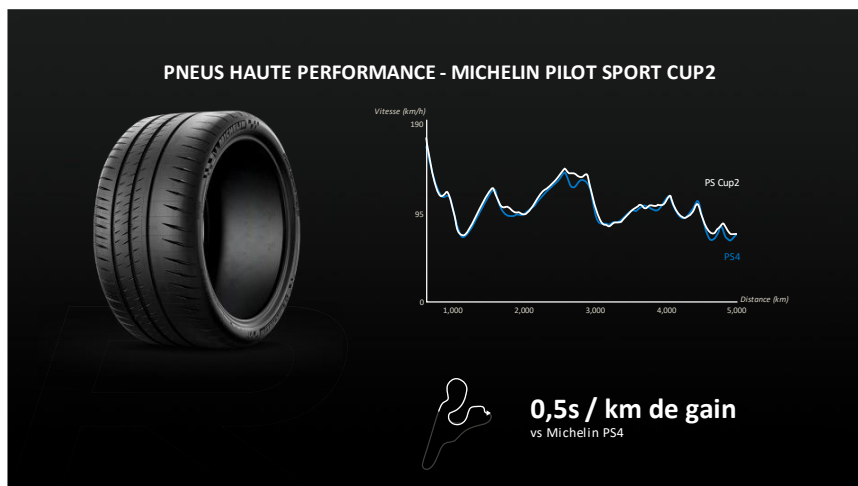 PNEUS HAUTE PERFORMANCE - MICHELIN PILOT SPORT CUP2
Vitesse (km/h)
190
PS Cup2
95
PS4
0
Distance (km)
1,000
2,000
3,000
4,000
5,000
0,5s / km de gain
vs Michelin PS4